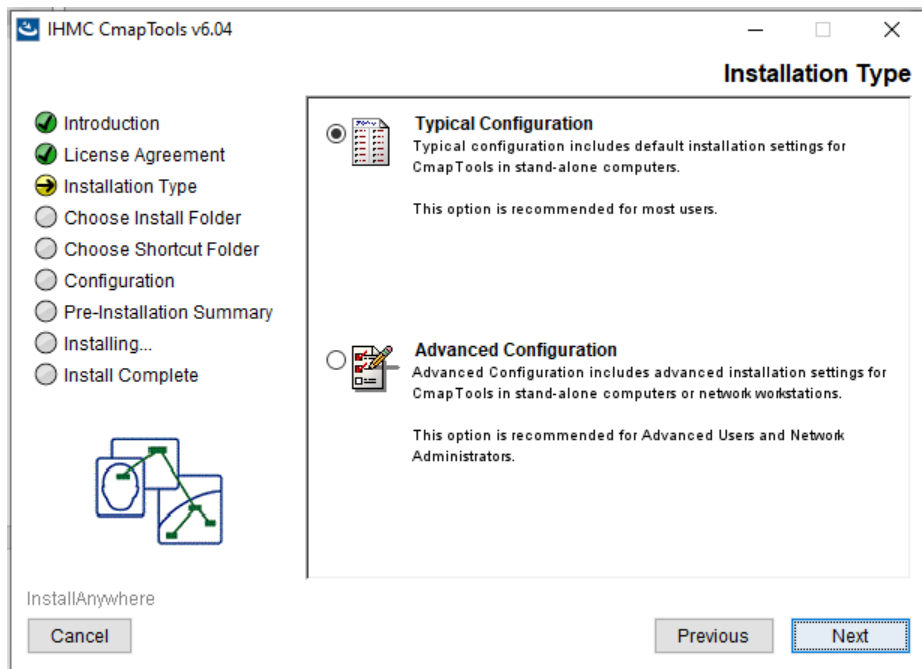 IHMC CmapTools v6.04
Installation Type
Introduction
License Agreement
Installation Type
Choose Install Folder
Choose Shortcut Folder
Configuration
Pre-Installation Summary
Installing...
Install Complete
Typical Configuration
Typical configuration includes default installation settings for
CmapTools in stand-alone computers.
This option is recommended for most users.
Advanced Configuration
Advanced Configuration includes advanced installation settings for
CmapTools in stand-alone computers or network workstations.
This option is recommended for Advanced Users and Network
Administrators.
InstallAnywhere
Cancel
Previous
Next